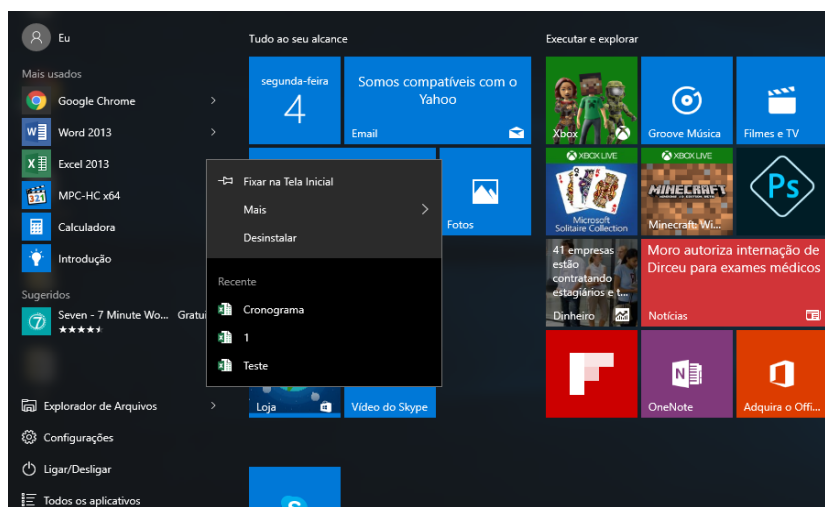 Eu
Mais usados
Google Chrome
Word 2013
Excel 2013
MPC-HC x64
321
Calculadora
Introdução
Sugeridos
7
Seven - 7 Minute Wo... Gratui
Explorador de Arquivos
Configurações
Ligar/Desligar
Todos os aplicativos
Fixar na Tela Inicial
Mais
Desinstalar
Recente
Cronograma
1
Teste
Tudo ao seu alcance
segunda-feira
4
Somos compatíveis com o
Yahoo
Email
Fotos
Loja
Vídeo do Skype
Executar e explorar
Xbox
Groove Música
Filmes e TV
XBOX LIVE
Microsoft
Solitaire Collection
XBOX LIVE
MINECRAFT
Minecraft: Wi...
Ps
41 empresas
estão
contratando
estagiários e t...
Dinheiro
Moro autoriza internação de
Dirceu para exames médicos
Notícias
OneNote
Adquira o Offi...